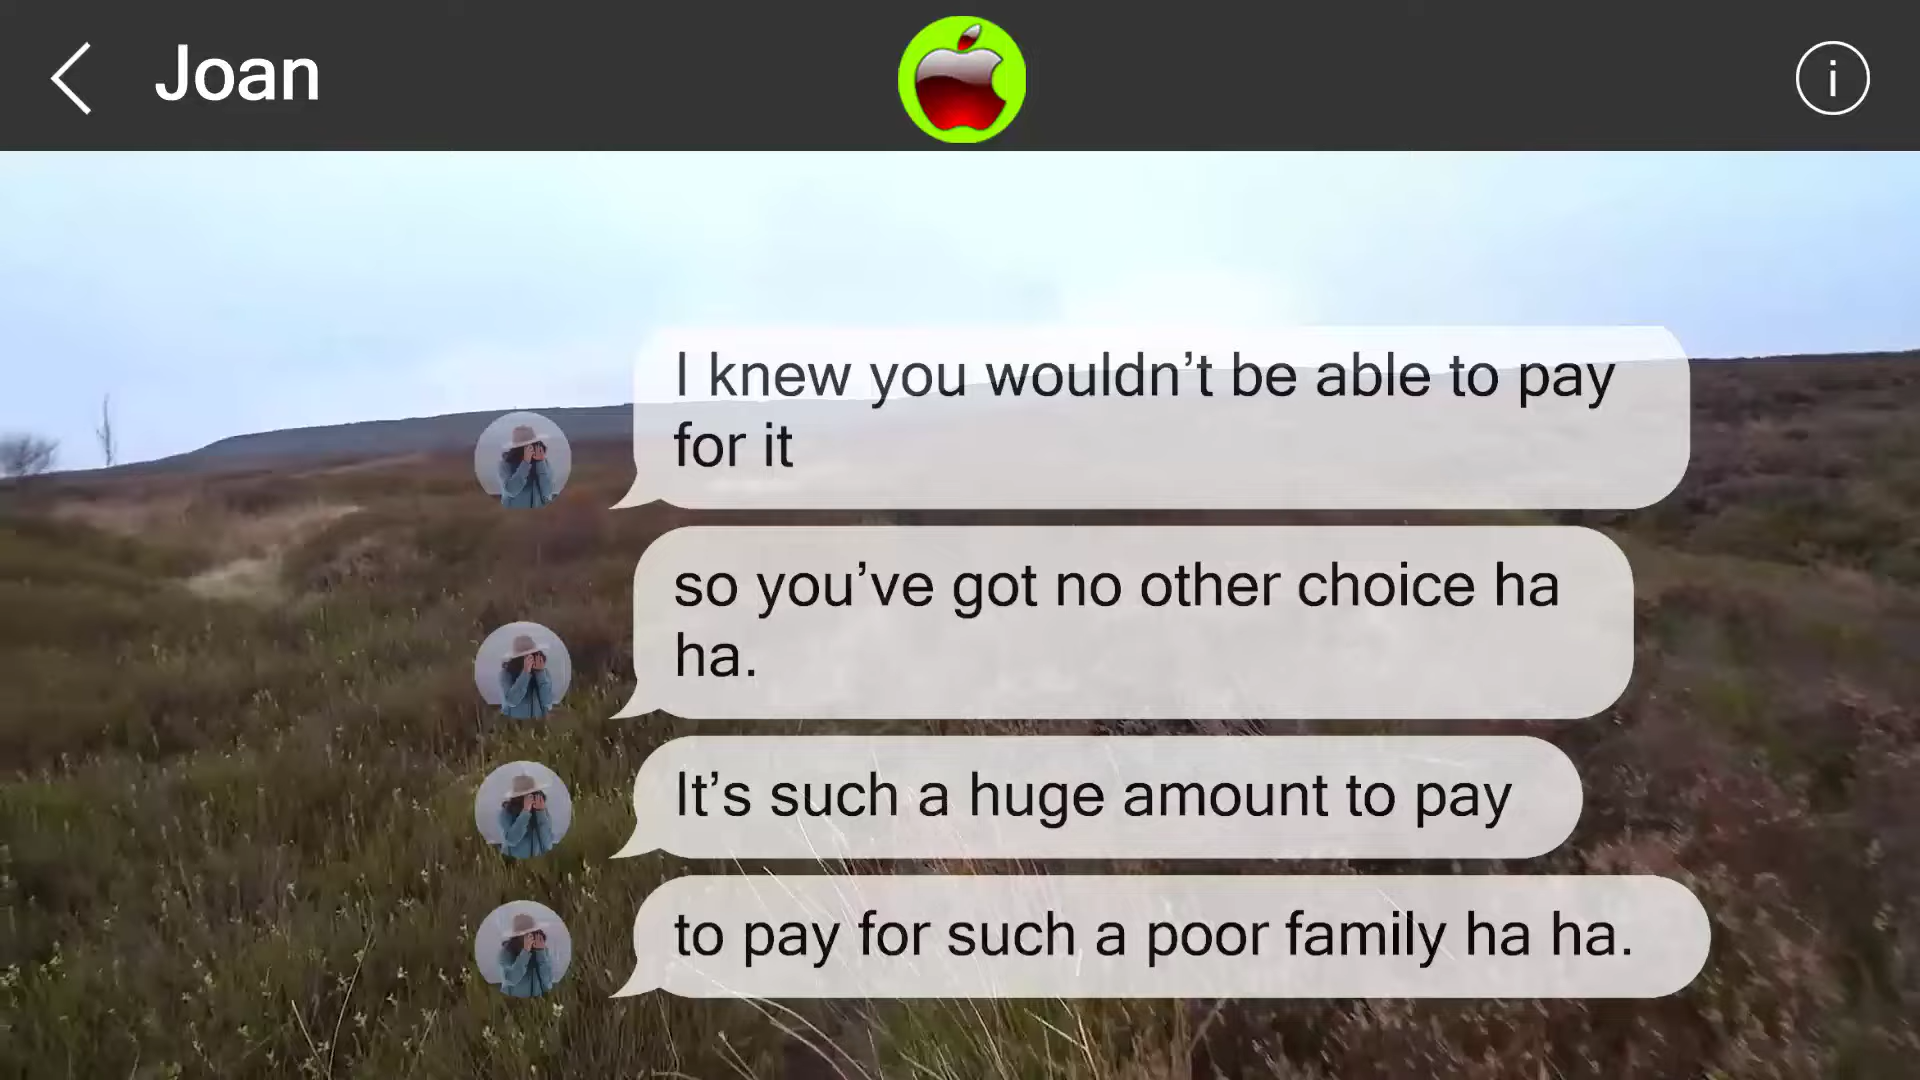 Joan
i
I knew you wouldn’t be able to pay
for it
so you’ve got no other choice ha
ha.
It’s such a huge amount to pay
to pay for such a poor family ha ha.